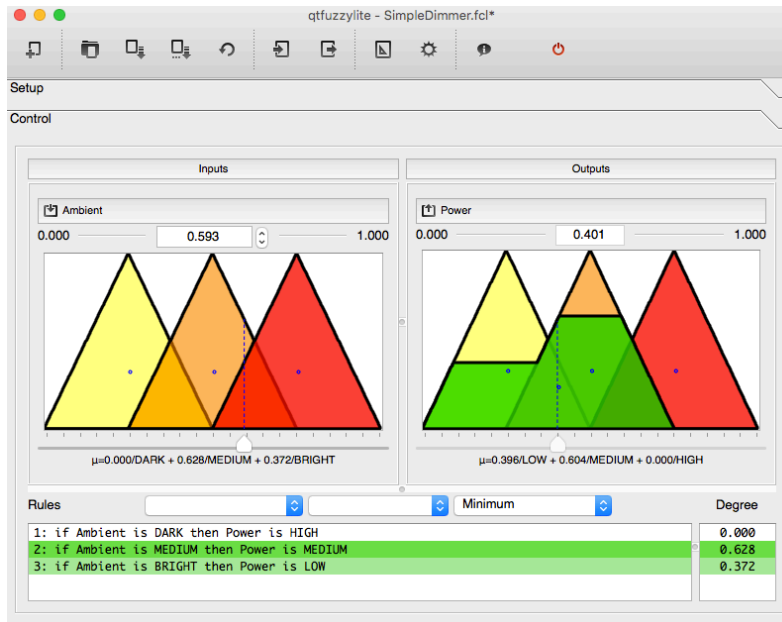 qtfuzzylite - SimpleDimmer.fcl*
Setup
Control
Inputs
Outputs
Ambient
Power
0.000 0.593 1.000
0.000 0.401 1.000
μ=0.000/DARK + 0.628/MEDIUM + 0.372/BRIGHT
μ=0.396/LOW + 0.604/MEDIUM + 0.000/HIGH
Rules Minimum Degree
1: if Ambient is DARK then Power is HIGH 0.000
2: if Ambient is MEDIUM then Power is MEDIUM 0.628
3: if Ambient is BRIGHT then Power is LOW 0.372